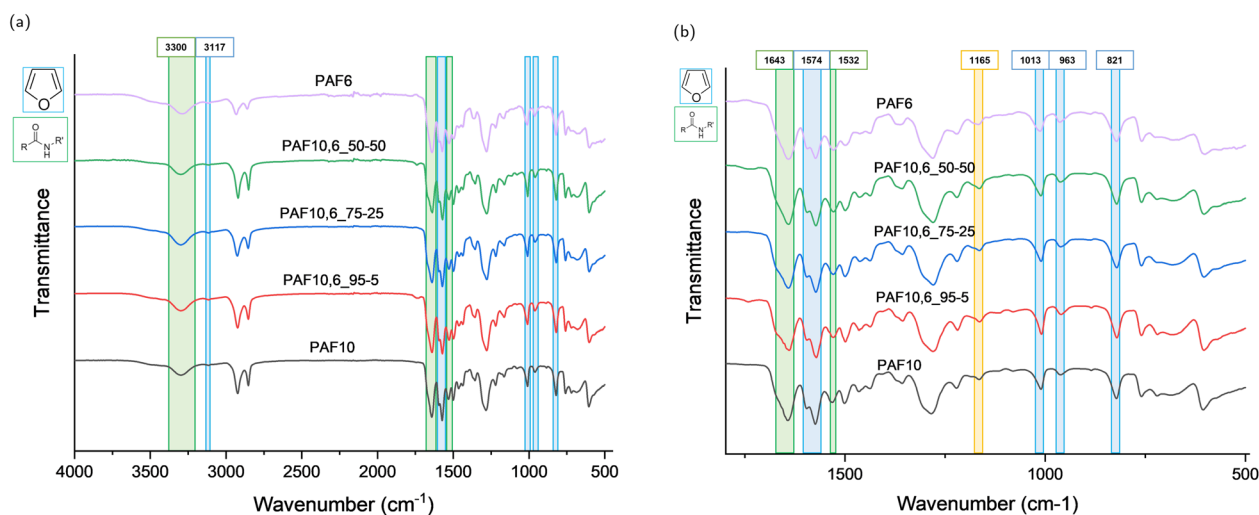 (a)
3300
3117
O
O
R
N
H
R'
PAF6
PAF10,6_50-50
PAF10,6_75-25
PAF10,6_95-5
PAF10
Transmittance
4000 3500 3000 2500 2000 1500 1000 500
Wavenumber (cm-1)
(b)
1643
1574
1532
1165
1013
963
821
O
O
R
N
H
R'
PAF6
PAF10,6_50-50
PAF10,6_75-25
PAF10,6_95-5
PAF10
Transmittance
1500 1000 500
Wavenumber (cm-1)